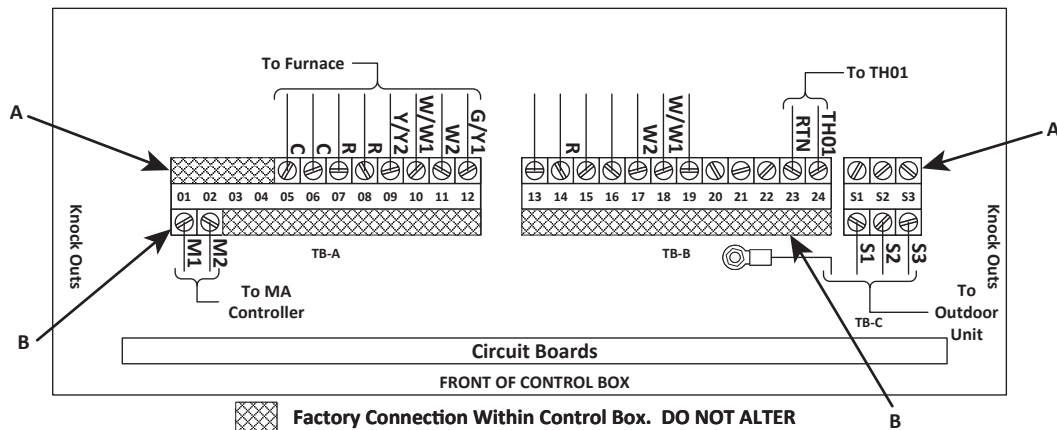 To Furnace
To TH01
A
A
C
C
R
R
Y/Y2
W/W1
W2
G/Y1
R
W2
W/W1
RTN
TH01
01 02 03 04 05 06 07 08 09 10 11 12
13 14 15 16 17 18 19 20 21 22 23 24
S1 S2 S3
Knock Outs
Knock Outs
M1
M2
TB-A
TB-B
S1
S2
S3
To MA
Controller
To
Outdoor
Unit
TB-C
B
B
Circuit Boards
FRONT OF CONTROL BOX
Factory Connection Within Control Box. DO NOT ALTER